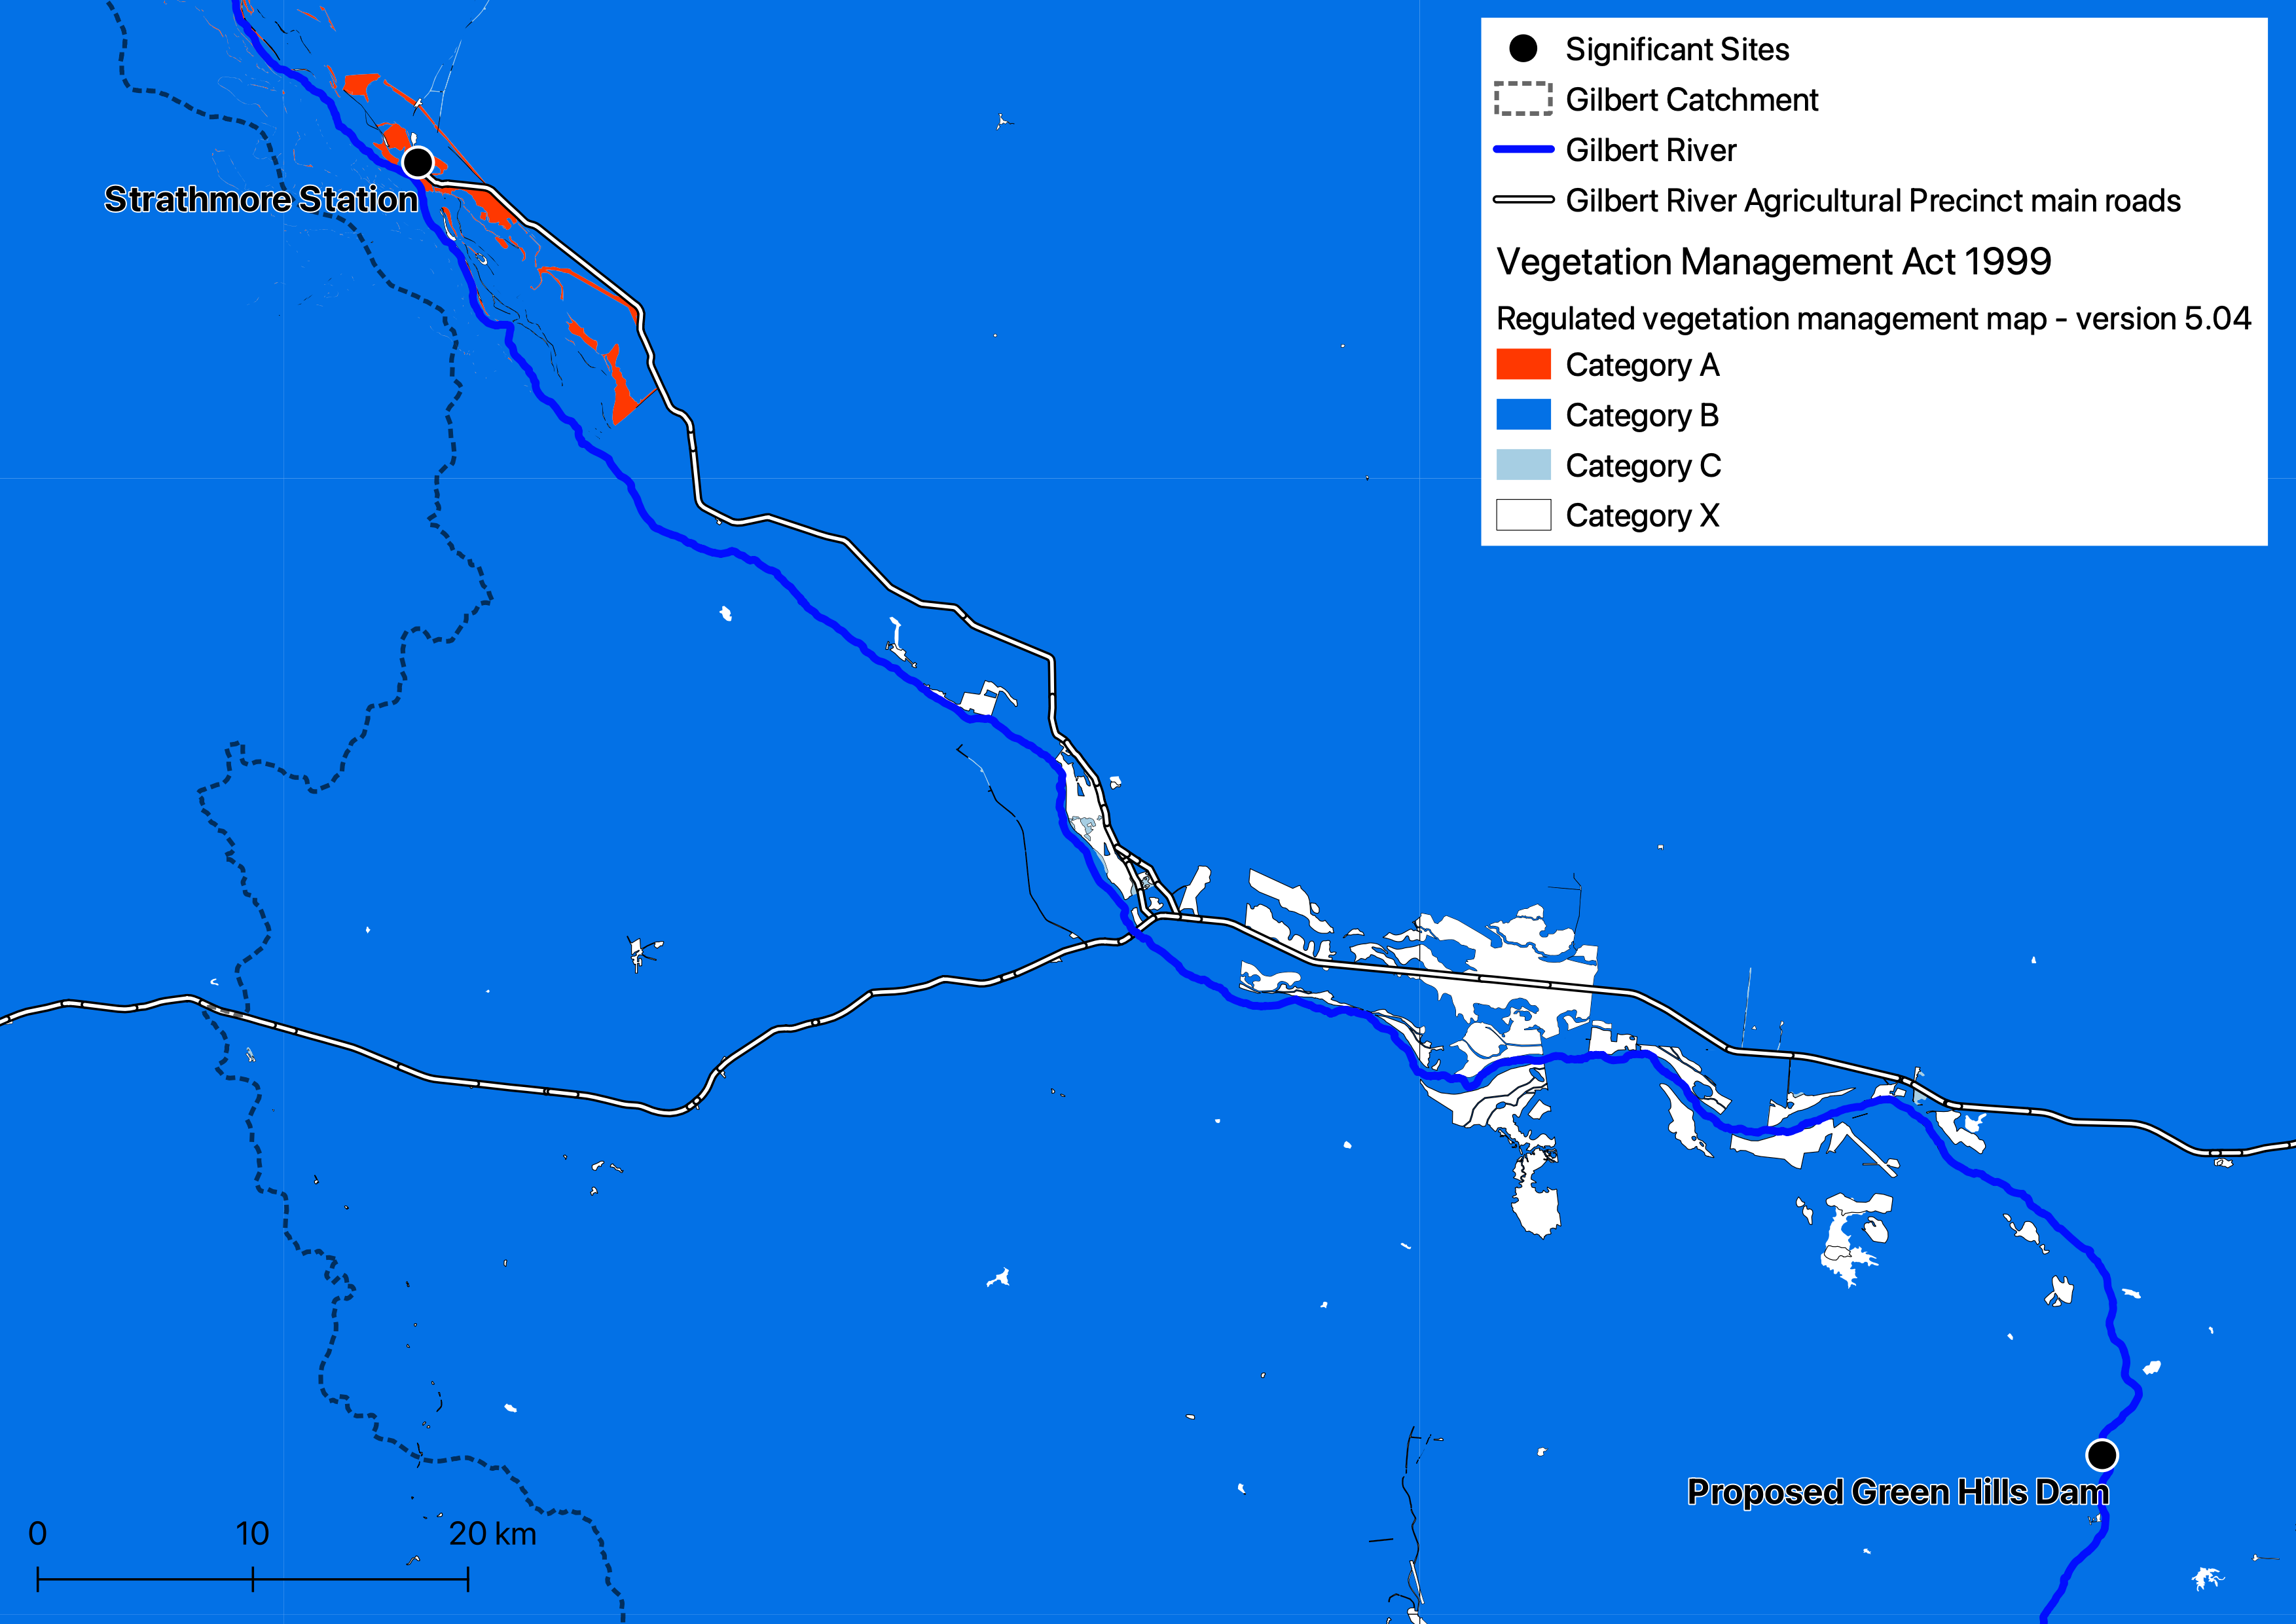 Significant Sites
Gilbert Catchment
Gilbert River
Gilbert River Agricultural Precinct main roads
Vegetation Management Act 1999
Regulated vegetation management map - version 5.04
Category A
Category B
Category C
Category X
Strathmore Station
Proposed Green Hills Dam
0 10 20 km